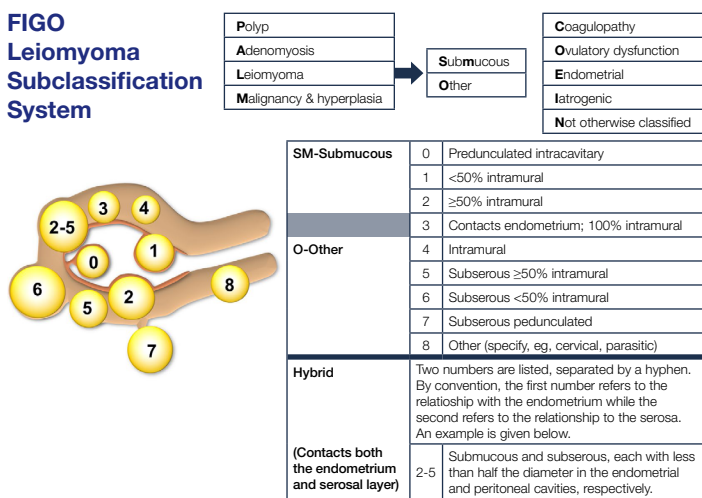 FIGO
Leiomyoma
Subclassification
System
Polyp
Adenomyosis
Leiomyoma
Malignancy & hyperplasia
Submucous
Other
Coagulopathy
Ovulatory dysfunction
Endometrial
Iatrogenic
Not otherwise classified
2-5
3
4
0
1
6
5
2
8
7
SM-Submucous
0 Predunculated intracavitary
1 <50% intramural
2 ≥50% intramural
3 Contacts endometrium; 100% intramural
O-Other
4 Intramural
5 Subserous ≥50% intramural
6 Subserous <50% intramural
7 Subserous pedunculated
8 Other (specify, eg, cervical, parasitic)
Hybrid
Two numbers are listed, separated by a hyphen.
By convention, the first number refers to the
relatioship with the endometrium while the
second refers to the relationship to the serosa.
An example is given below.
(Contacts both
the endometrium
and serosal layer)
2-5
Submucous and subserous, each with less
than half the diameter in the endometrial
and peritoneal cavities, respectively.